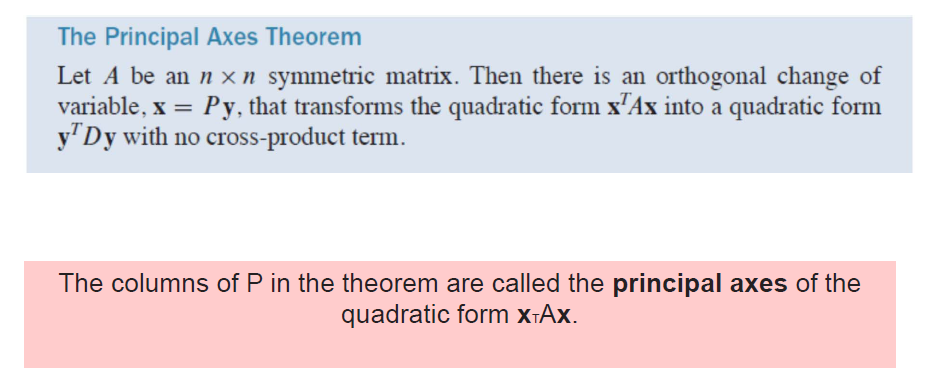 The Principal Axes Theorem
Let A be an n × n symmetric matrix. Then there is an orthogonal change of
variable, x = Py, that transforms the quadratic form xᵀAx into a quadratic form
yᵀDy with no cross-product term.
The columns of P in the theorem are called the principal axes of the
quadratic form xTAx.